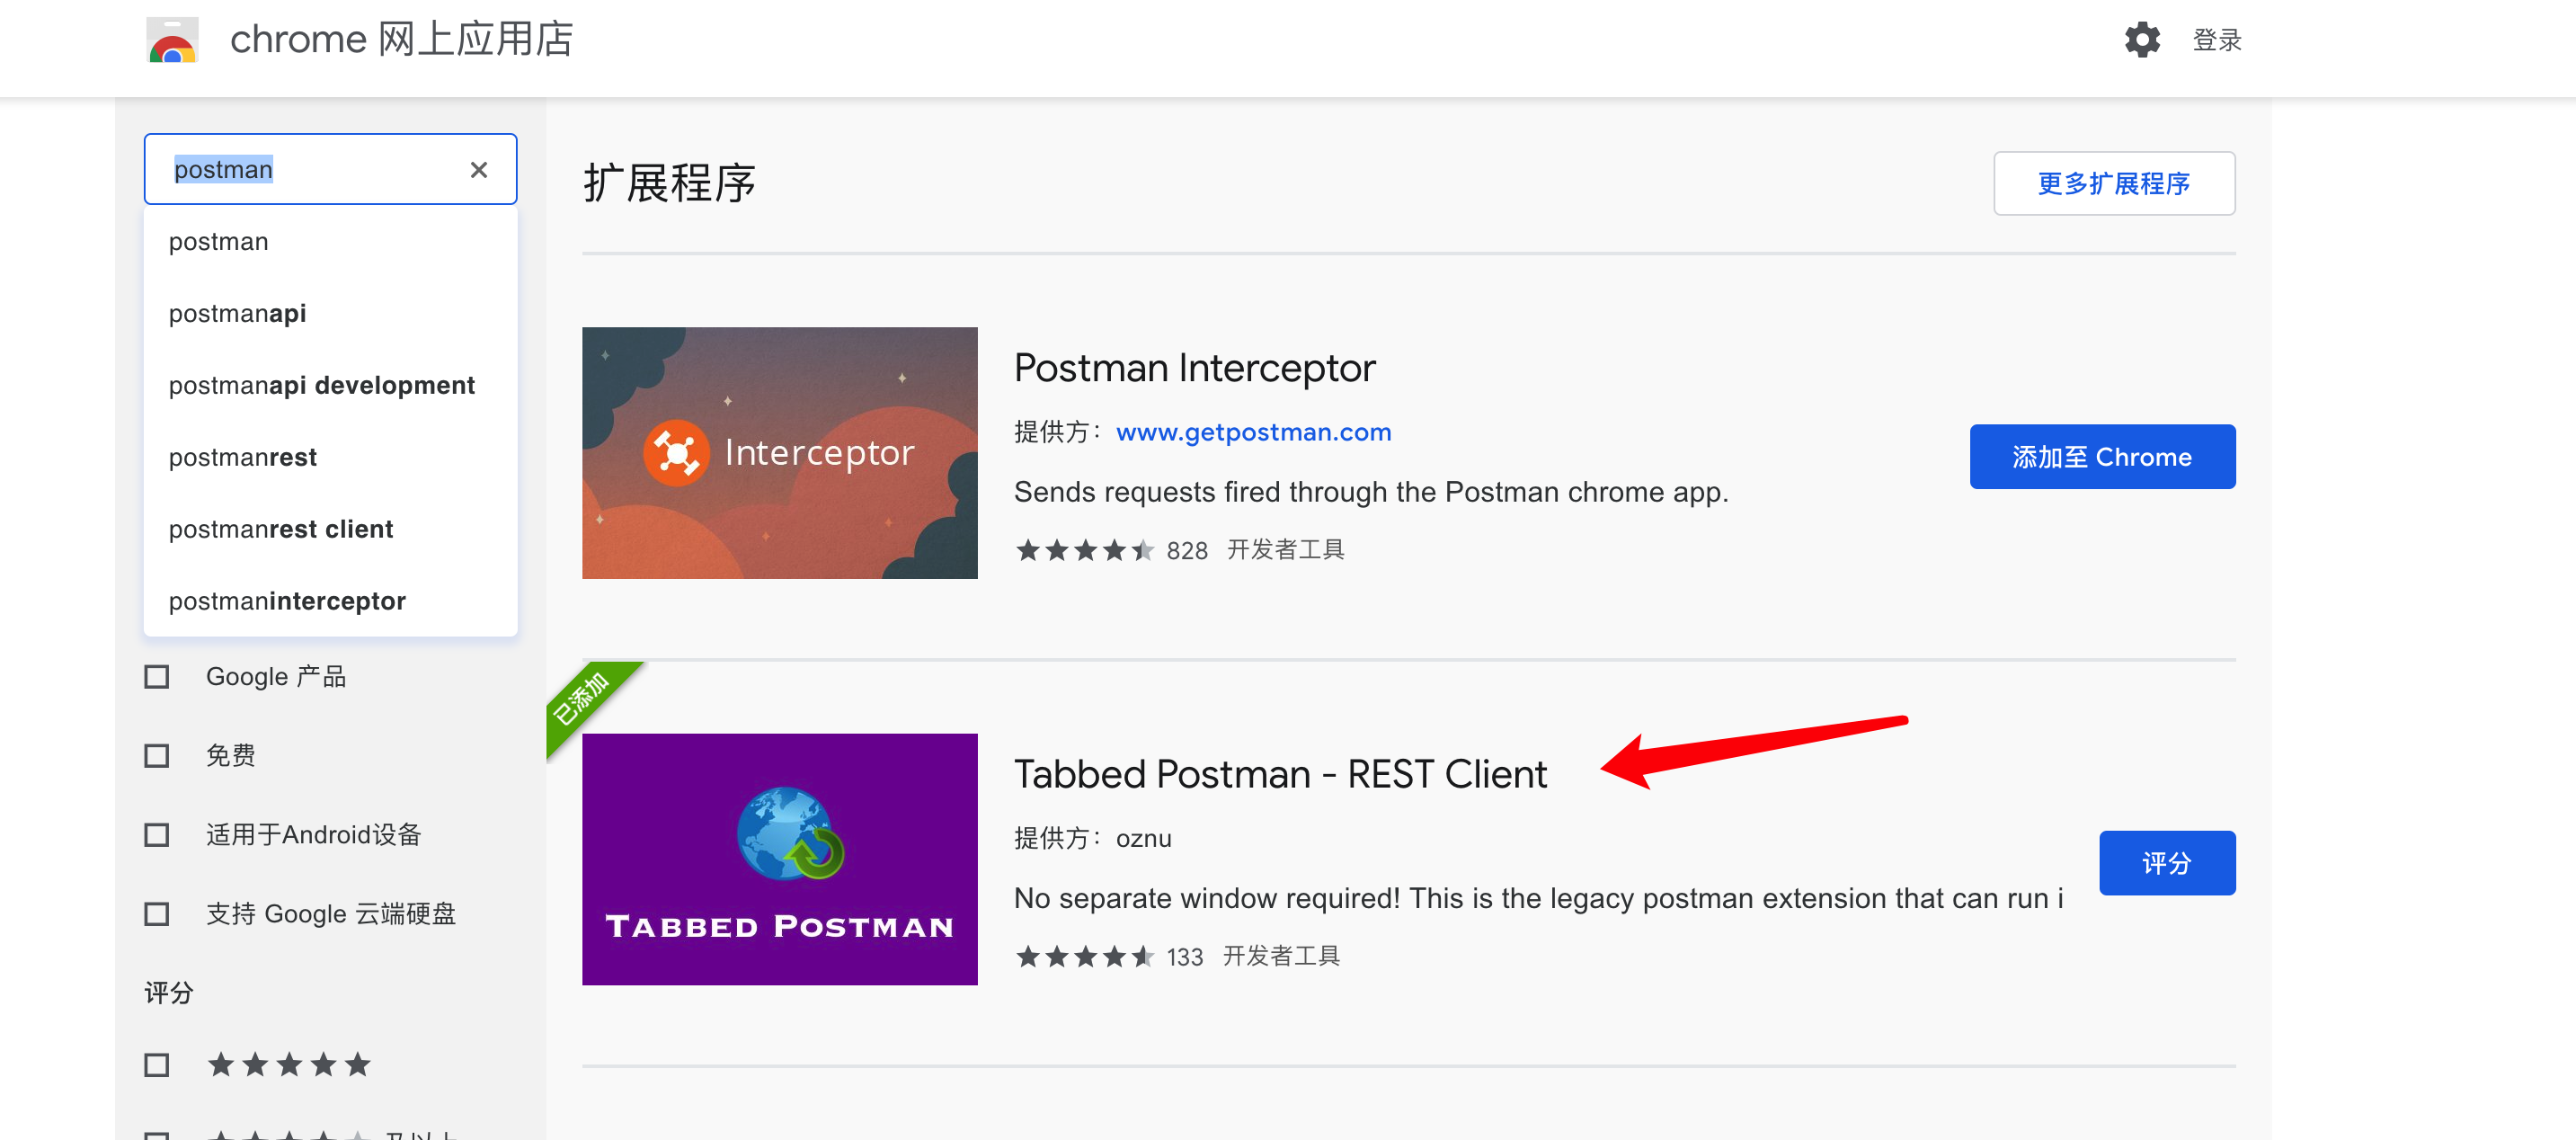 chrome 网上应用店
登录
postman
postman
postmanapi
postmanapi development
postmanrest
postmanrest client
postmaninterceptor
Google 产品
免费
适用于Android设备
支持 Google 云端硬盘
评分
扩展程序
更多扩展程序
Interceptor
Postman Interceptor
提供方：www.getpostman.com
Sends requests fired through the Postman chrome app.
828 开发者工具
添加至 Chrome
已添加
TABBED POSTMAN
Tabbed Postman - REST Client
提供方：oznu
No separate window required! This is the legacy postman extension that can run i
133 开发者工具
评分